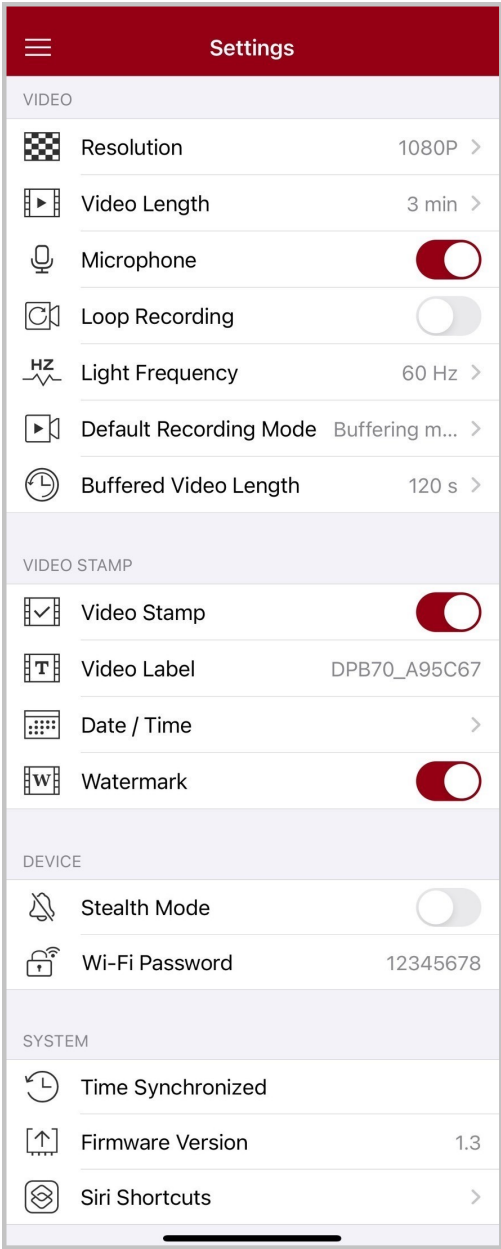 Settings
VIDEO
Resolution 1080P
Video Length 3 min
Microphone
Loop Recording
HZ Light Frequency 60 Hz
Default Recording Mode Buffering m...
Buffered Video Length 120 s
VIDEO STAMP
Video Stamp
T Video Label DPB70_A95C67
Date / Time
W Watermark
DEVICE
Stealth Mode
Wi-Fi Password 12345678
SYSTEM
Time Synchronized
Firmware Version 1.3
Siri Shortcuts